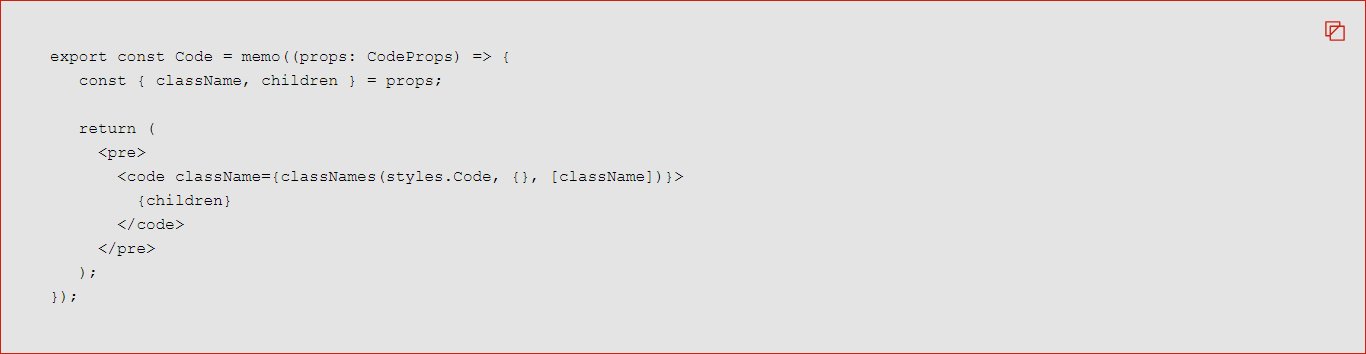 export const Code = memo((props: CodeProps) => {
   const { className, children } = props;

   return (
     <pre>
       <code className={classNames(styles.Code, {}, [className])}>
         {children}
       </code>
     </pre>
   );
});